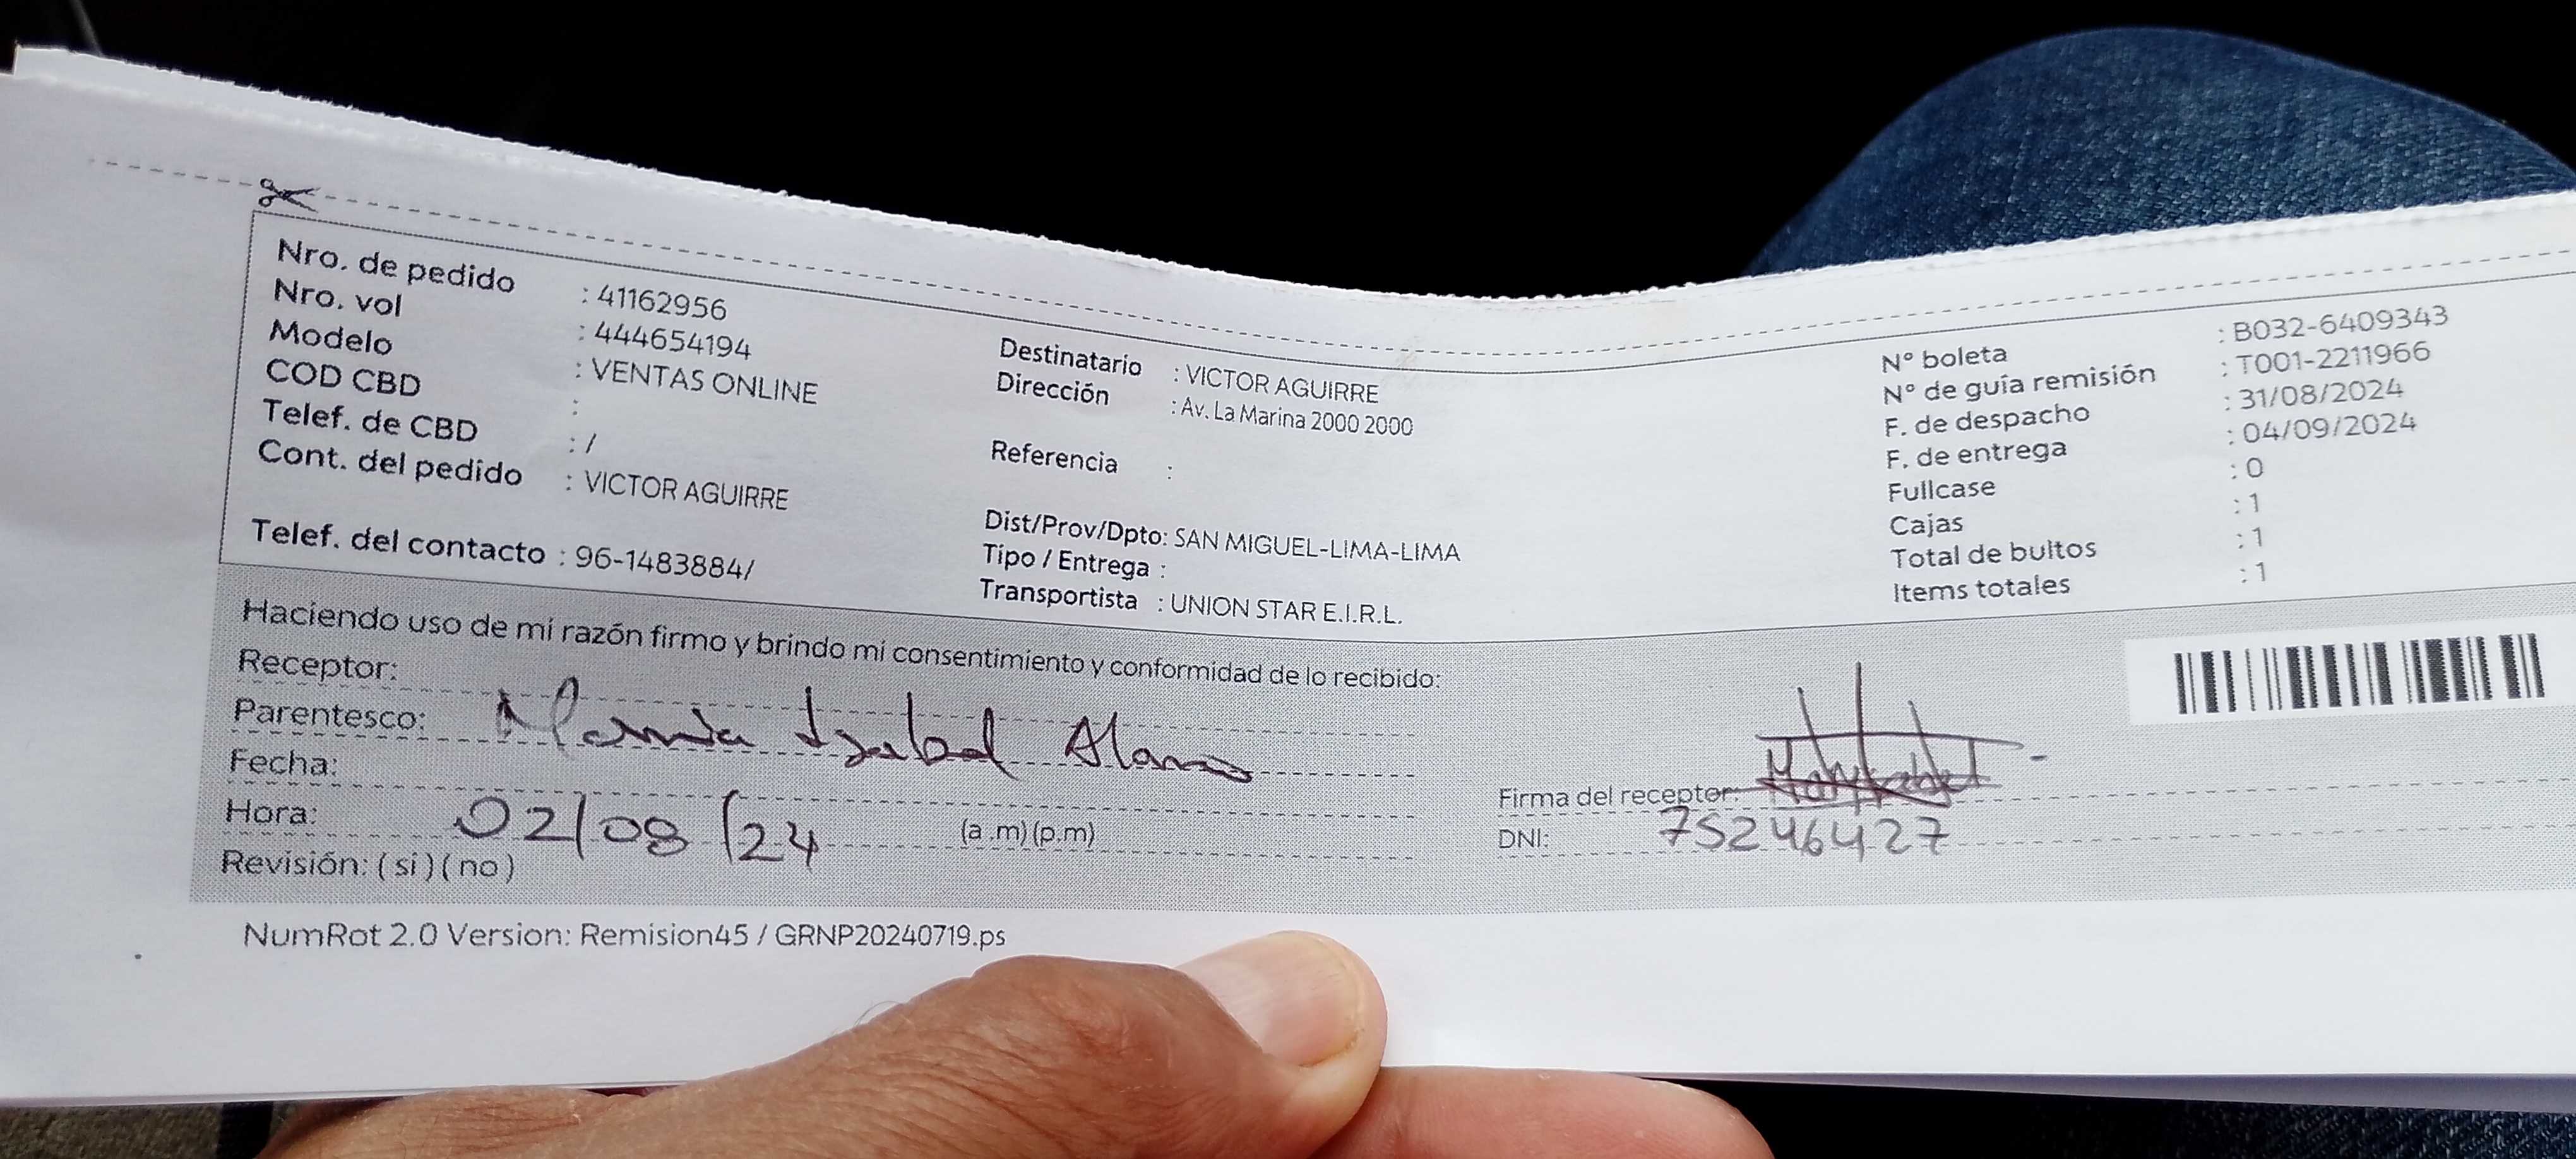 Nro. de pedido : 41162956
Nro. vol : 444654194
Modelo : VENTAS ONLINE
COD CBD :
Telef. de CBD : /
Cont. del pedido : VICTOR AGUIRRE
Telef. del contacto : 96-1483884/
Destinatario : VICTOR AGUIRRE
Dirección : Av. La Marina 2000 2000
Referencia :
Dist/Prov/Dpto: SAN MIGUEL-LIMA-LIMA
Tipo / Entrega :
Transportista : UNION STAR E.I.R.L.
N° boleta : B032-6409343
N° de guía remisión : T001-2211966
F. de despacho : 31/08/2024
F. de entrega : 04/09/2024
Fullcase : 0
Cajas : 1
Total de bultos : 1
Items totales : 1
Haciendo uso de mi razón firmo y brindo mi consentimiento y conformidad de lo recibido:
Receptor:
Parentesco: Isabel
Fecha:
Hora: 02/08/24 (a .m) (p.m)
Revisión: ( si ) ( no )
Firma del receptor:
DNI: 75246427
NumRot 2.0 Version: Remision45 / GRNP20240719.ps